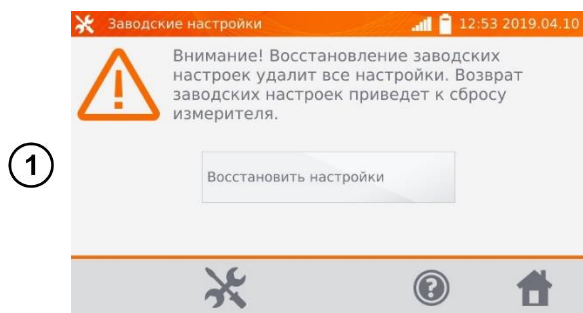 Заводские настройки 12:53 2019.04.10
Внимание! Восстановление заводских
настроек удалит все настройки. Возврат
заводских настроек приведет к сбросу
измерителя.
1
Восстановить настройки
?